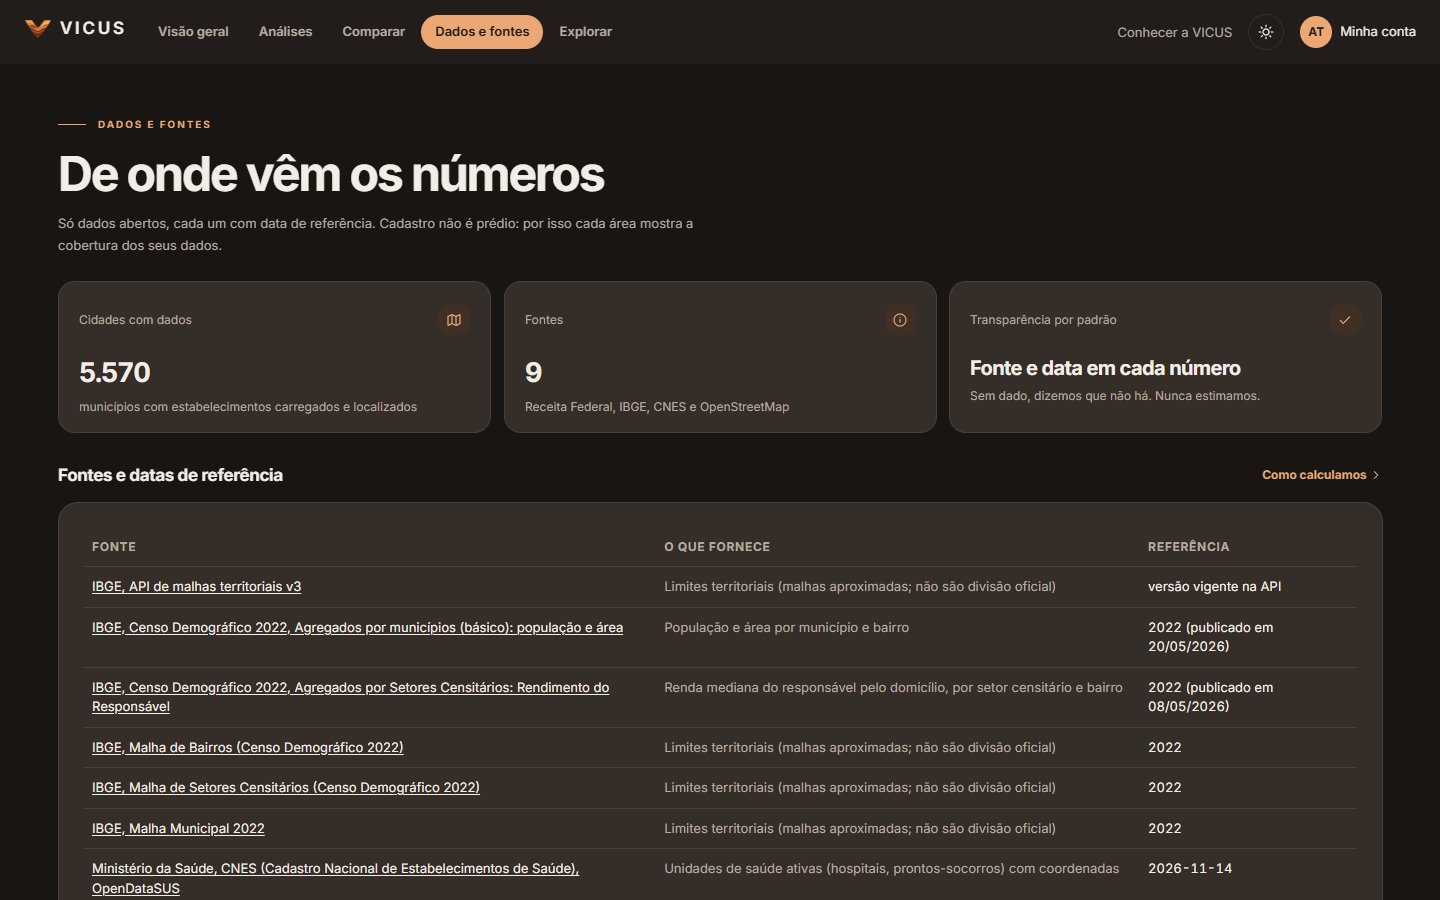 VICUS
Visão geral
Análises
Comparar
Dados e fontes
Explorar
Conhecer a VICUS
AT
Minha conta
DADOS E FONTES
De onde vêm os números
Só dados abertos, cada um com data de referência. Cadastro não é prédio: por isso cada área mostra a
cobertura dos seus dados.
Cidades com dados
5.570
municípios com estabelecimentos carregados e localizados
Fontes
9
Receita Federal, IBGE, CNES e OpenStreetMap
Transparência por padrão
Fonte e data em cada número
Sem dado, dizemos que não há. Nunca estimamos.
Fontes e datas de referência
Como calculamos
FONTE
O QUE FORNECE
REFERÊNCIA
IBGE, API de malhas territoriais v3
Limites territoriais (malhas aproximadas; não são divisão oficial)
versão vigente na API
IBGE, Censo Demográfico 2022, Agregados por municípios (básico): população e área
População e área por município e bairro
2022 (publicado em
20/05/2026)
IBGE, Censo Demográfico 2022, Agregados por Setores Censitários: Rendimento do
Responsável
Renda mediana do responsável pelo domicílio, por setor censitário e bairro
2022 (publicado em
08/05/2026)
IBGE, Malha de Bairros (Censo Demográfico 2022)
Limites territoriais (malhas aproximadas; não são divisão oficial)
2022
IBGE, Malha de Setores Censitários (Censo Demográfico 2022)
Limites territoriais (malhas aproximadas; não são divisão oficial)
2022
IBGE, Malha Municipal 2022
Limites territoriais (malhas aproximadas; não são divisão oficial)
2022
Ministério da Saúde, CNES (Cadastro Nacional de Estabelecimentos de Saúde),
OpenDataSUS
Unidades de saúde ativas (hospitais, prontos-socorros) com coordenadas
2026-11-14